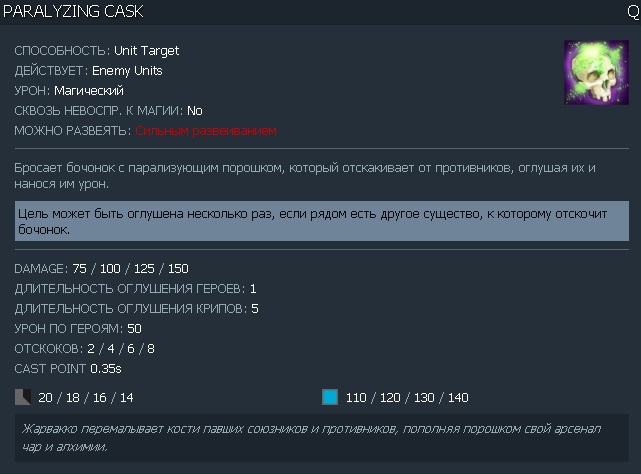 PARALYZING CASK Q
СПОСОБНОСТЬ: Unit Target
ДЕЙСТВУЕТ: Enemy Units
УРОН: Магический
СКВОЗЬ НЕВОСПР. К МАГИИ: No
МОЖНО РАЗВЕЯТЬ: Сильным развеиванием
Бросает бочонок с парализующим порошком, который отскакивает от противников, оглушая их и
нанося им урон.
Цель может быть оглушена несколько раз, если рядом есть другое существо, к которому отскочит
бочонок.
DAMAGE: 75 / 100 / 125 / 150
ДЛИТЕЛЬНОСТЬ ОГЛУШЕНИЯ ГЕРОЕВ: 1
ДЛИТЕЛЬНОСТЬ ОГЛУШЕНИЯ КРИПОВ: 5
УРОН ПО ГЕРОЯМ: 50
ОТСКОКОВ: 2 / 4 / 6 / 8
CAST POINT 0.35s
20 / 18 / 16 / 14 110 / 120 / 130 / 140
Жарвакко перемалывает кости павших союзников и противников, пополняя порошком свой арсенал
чар и алхимии.